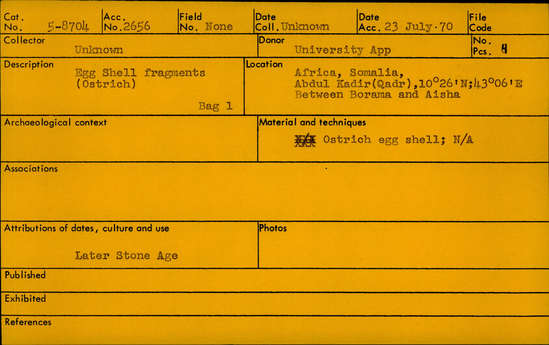 Cat. No. 5-8704 Acc. No. 2656 Field No. None Date Coll. Unknown Date Acc. 23 July·70 File Code
Collector Unknown Donor University App No. Pcs.
Description Egg Shell fragments
(Ostrich)
Bag 1
Location Africa, Somalia,
Abdul Kadir(Qadr),10°26'N;43°06'E
Between Borama and Aisha
Archaeological context
Material and techniques
Ostrich egg shell; N/A
Associations
Attributions of dates, culture and use
Later Stone Age
Photos
Published
Exhibited
References